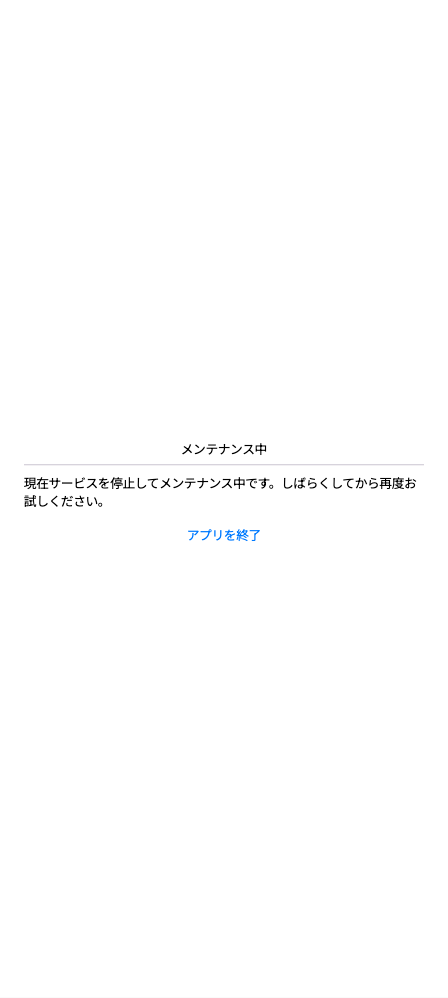 メンテナンス中
現在サービスを停止してメンテナンス中です。しばらくしてから再度お
試しください。
アプリを終了